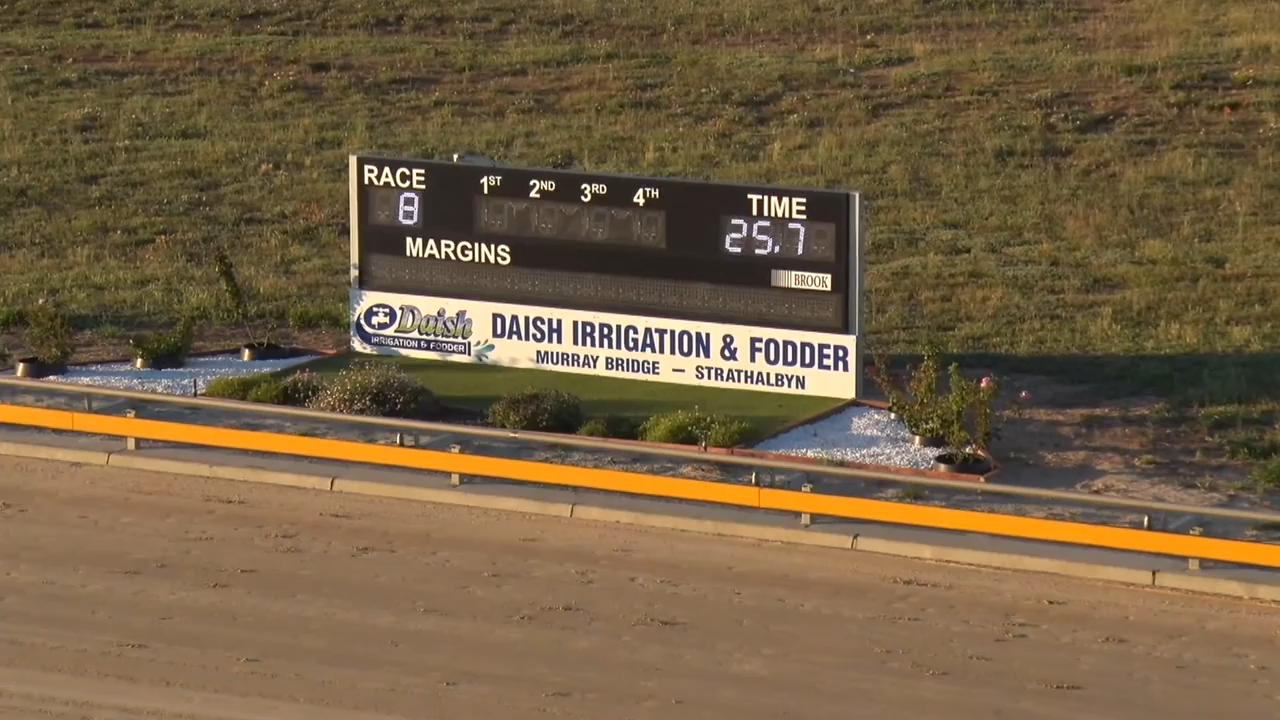 RACE 1ST 2ND 3RD 4TH TIME
8 25.7
MARGINS
BROOK
Daish
IRRIGATION & FODDER
DAISH IRRIGATION & FODDER
MURRAY BRIDGE — STRATHALBYN